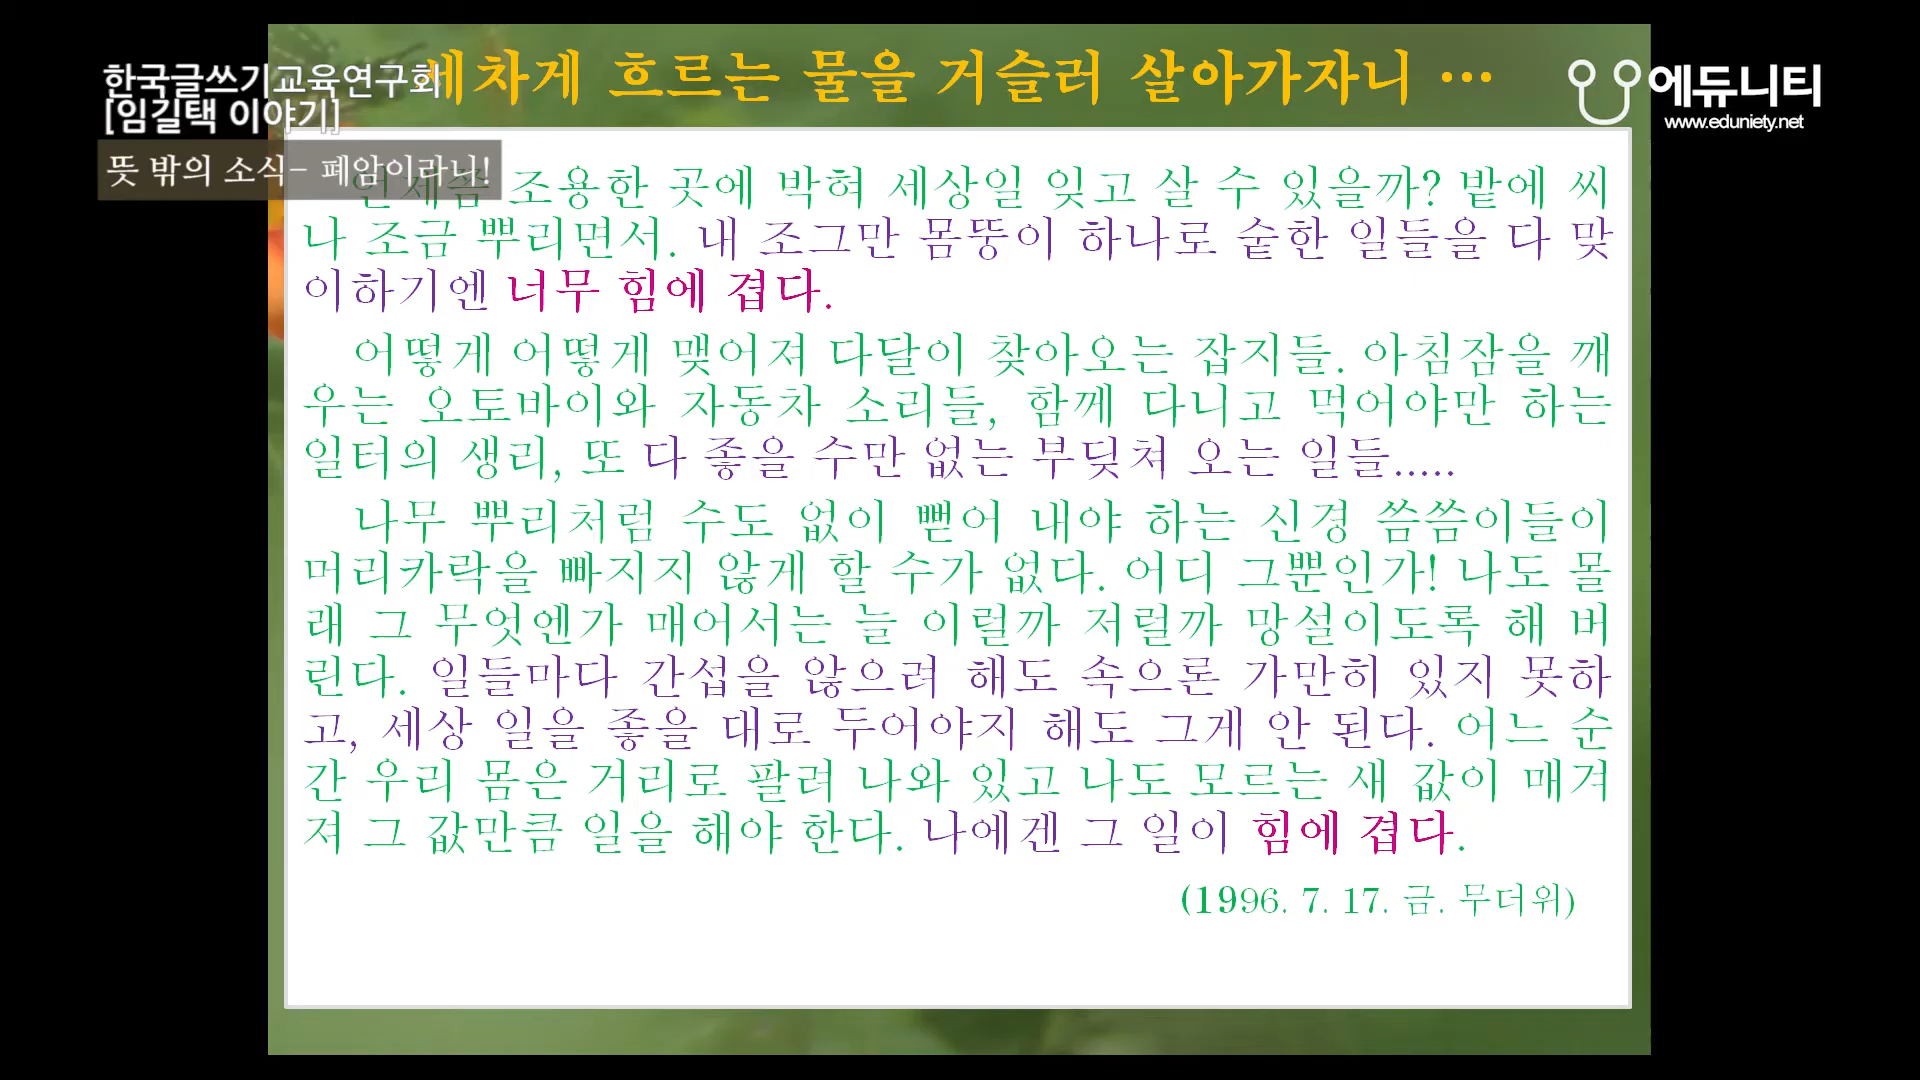 세차게 흐르는 물을 거슬러 살아가자니 …
한국글쓰기교육연구회
[임길택 이야기]
뜻 밖의 소식- 폐암이라니!
에듀니티
www.eduniety.net
언제쯤 조용한 곳에 박혀 세상일 잊고 살 수 있을까? 밭에 씨
나 조금 뿌리면서. 내 조그만 몸뚱이 하나로 숱한 일들을 다 맞
이하기엔 너무 힘에 겹다.
어떻게 어떻게 맺어져 다달이 찾아오는 잡지들. 아침잠을 깨
우는 오토바이와 자동차 소리들, 함께 다니고 먹어야만 하는
일터의 생리, 또 다 좋을 수만 없는 부딪쳐 오는 일들.....
나무 뿌리처럼 수도 없이 뻗어 내야 하는 신경 씀씀이들이
머리카락을 빠지지 않게 할 수가 없다. 어디 그뿐인가! 나도 몰
래 그 무엇엔가 매어서는 늘 이럴까 저럴까 망설이도록 해 버
린다. 일들마다 간섭을 않으려 해도 속으론 가만히 있지 못하
고, 세상 일을 좋을 대로 두어야지 해도 그게 안 된다. 어느 순
간 우리 몸은 거리로 팔려 나와 있고 나도 모르는 새 값이 매겨
져 그 값만큼 일을 해야 한다. 나에겐 그 일이 힘에 겹다.
(1996. 7. 17. 금. 무더위)